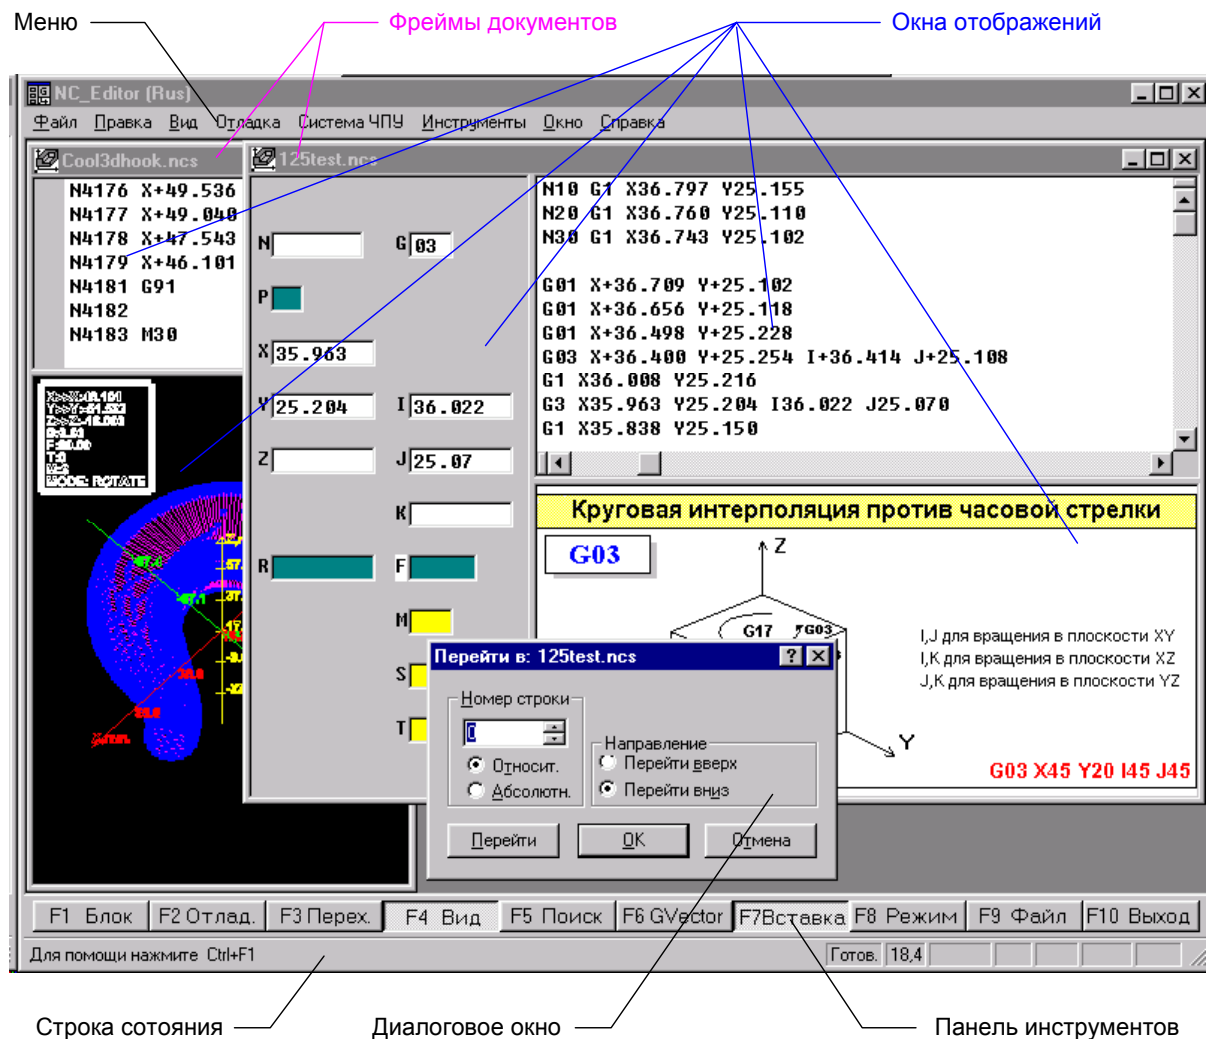 Меню
Фреймы документов
Окна отображений
NC_Editor (Rus)
Файл Правка Вид Отладка Система ЧПУ Инструменты Окно Справка
Cool3dhook.ncs
N4176 X+49.536
N4177 X+49.040
N4178 X+47.543
N4179 X+46.101
N4181 G91
N4182
N4183 M30
MODE: ROTATE
125test.ncs
N
G 03
P
X 35.963
Y 25.204
I 36.022
Z
J 25.07
K
R
F
M
S
T
N10 G1 X36.797 Y25.155
N20 G1 X36.760 Y25.110
N30 G1 X36.743 Y25.102
G01 X+36.709 Y+25.102
G01 X+36.656 Y+25.118
G01 X+36.498 Y+25.228
G03 X+36.400 Y+25.254 I+36.414 J+25.108
G1 X36.008 Y25.216
G3 X35.963 Y25.204 I36.022 J25.070
G1 X35.838 Y25.150
Круговая интерполяция против часовой стрелки
G03
Z
G17 G03
Y
I,J для вращения в плоскости XY
I,K для вращения в плоскости XZ
J,K для вращения в плоскости YZ
G03 X45 Y20 I45 J45
Перейти в: 125test.ncs
Номер строки
0
Относит.
Абсолютн.
Направление
Перейти вверх
Перейти вниз
Перейти
OK
Отмена
F1 Блок F2 Отлад. F3 Перех. F4 Вид F5 Поиск F6 GVector F7Вставка F8 Режим F9 Файл F10 Выход
Для помощи нажмите Ctrl+F1
Готов. 18,4
Строка сотояния
Диалоговое окно
Панель инструментов